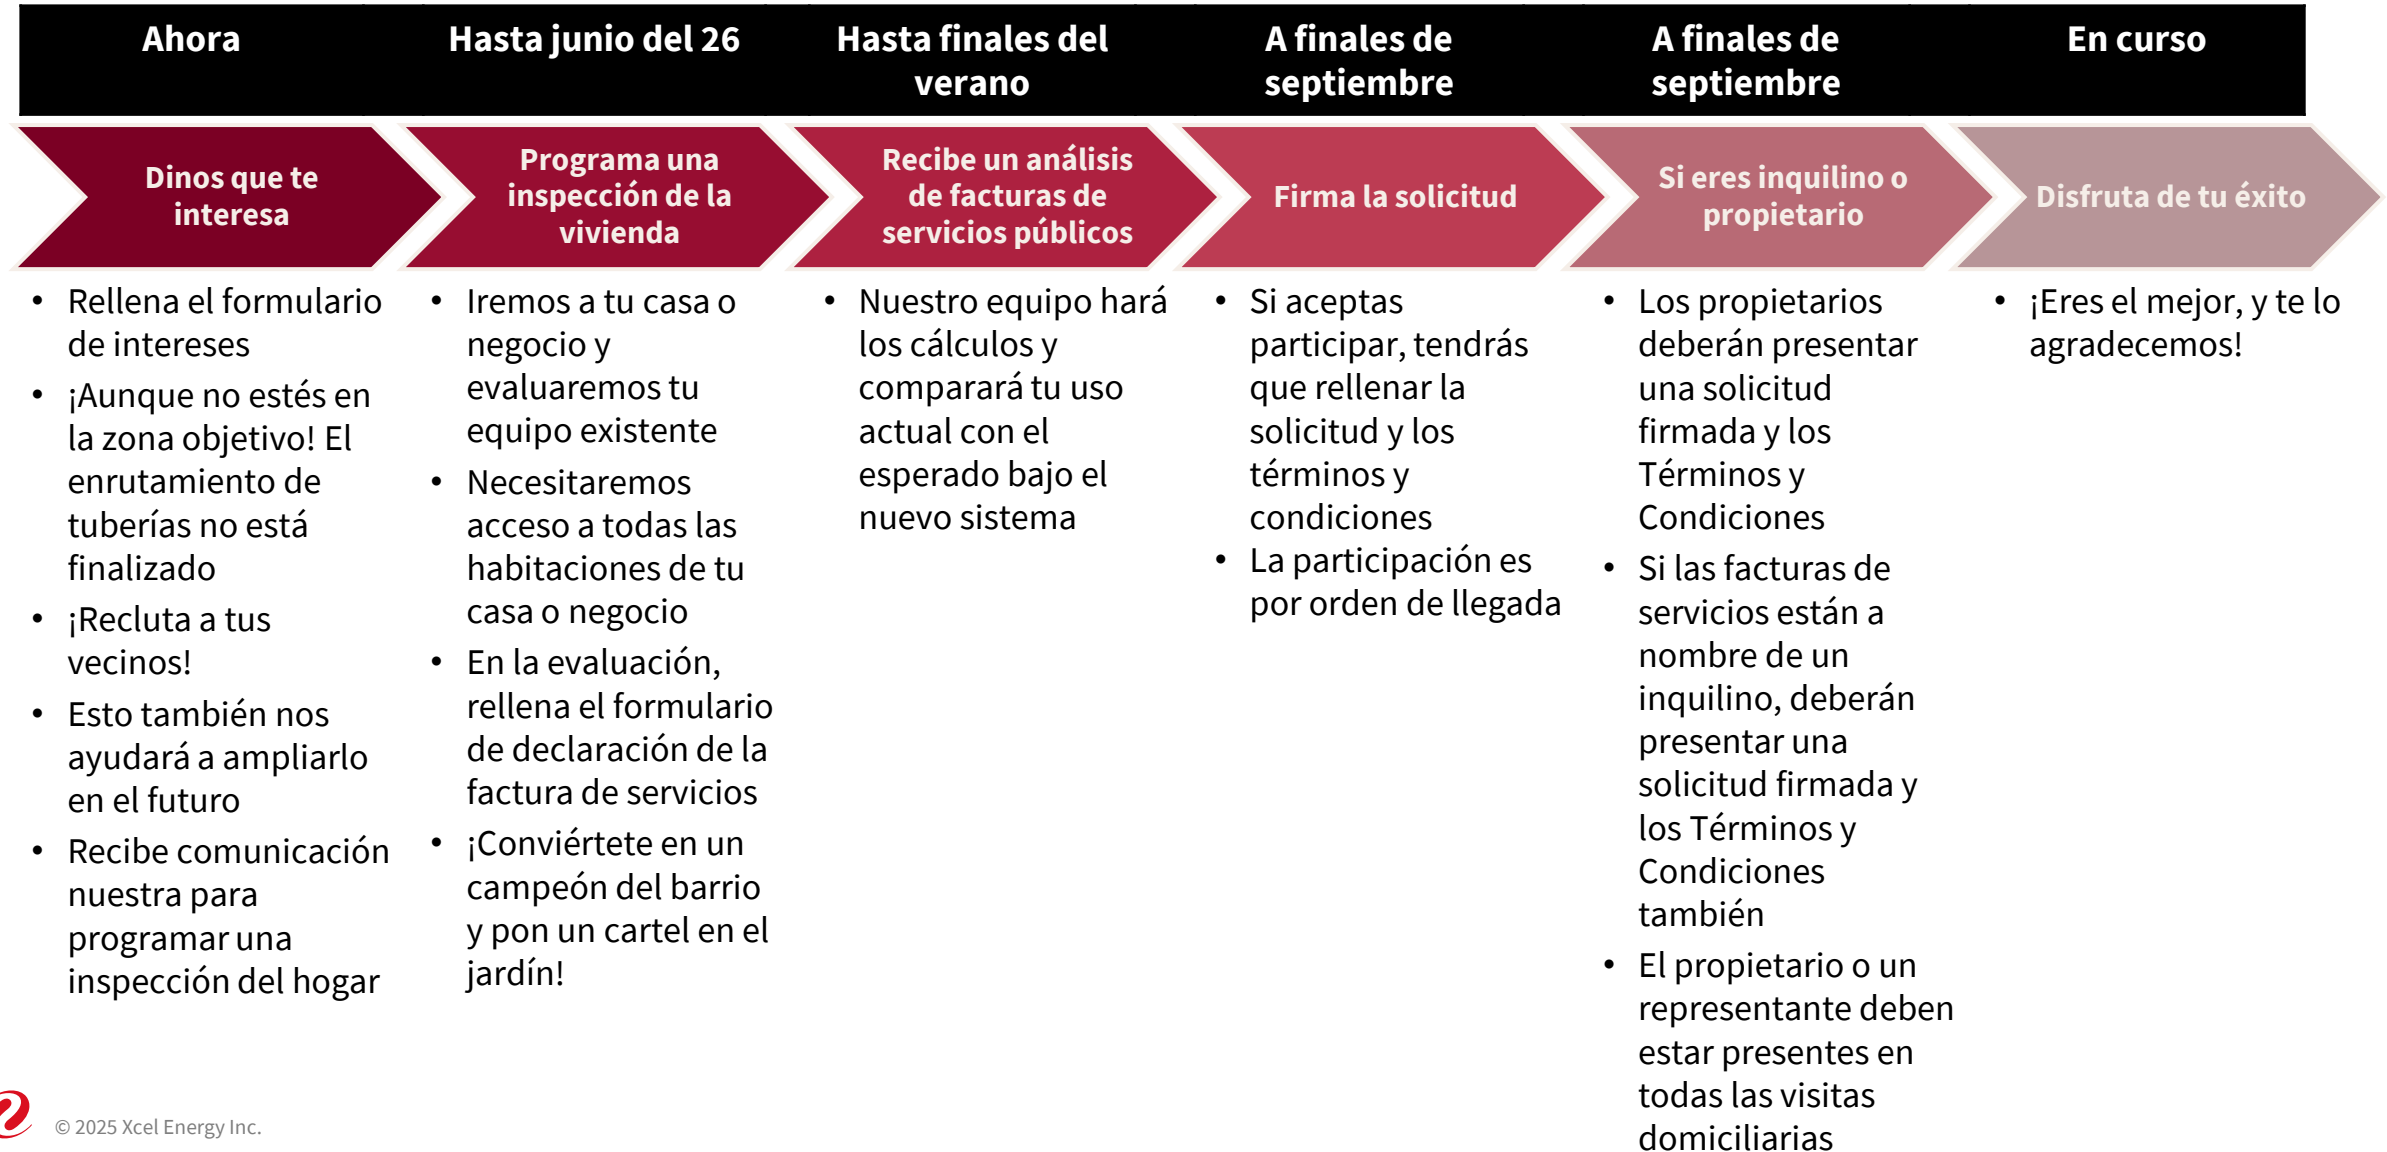 Ahora
Hasta junio del 26
Hasta finales del
verano
A finales de
septiembre
A finales de
septiembre
En curso
Dinos que te
interesa
Programa una
inspección de la
vivienda
Recibe un análisis
de facturas de
servicios públicos
Firma la solicitud
Si eres inquilino o
propietario
Disfruta de tu éxito
• Rellena el formulario
de intereses
• ¡Aunque no estés en
la zona objetivo! El
enrutamiento de
tuberías no está
finalizado
• ¡Recluta a tus
vecinos!
• Esto también nos
ayudará a ampliarlo
en el futuro
• Recibe comunicación
nuestra para
programar una
inspección del hogar
• Iremos a tu casa o
negocio y
evaluaremos tu
equipo existente
• Necesitaremos
acceso a todas las
habitaciones de tu
casa o negocio
• En la evaluación,
rellena el formulario
de declaración de la
factura de servicios
• ¡Conviértete en un
campeón del barrio
y pon un cartel en el
jardín!
• Nuestro equipo hará
los cálculos y
comparará tu uso
actual con el
esperado bajo el
nuevo sistema
• Si aceptas
participar, tendrás
que rellenar la
solicitud y los
términos y
condiciones
• La participación es
por orden de llegada
• Los propietarios
deberán presentar
una solicitud
firmada y los
Términos y
Condiciones
• Si las facturas de
servicios están a
nombre de un
inquilino, deberán
presentar una
solicitud firmada y
los Términos y
Condiciones
también
• El propietario o un
representante deben
estar presentes en
todas las visitas
domiciliarias
• ¡Eres el mejor, y te lo
agradecemos!
© 2025 Xcel Energy Inc.